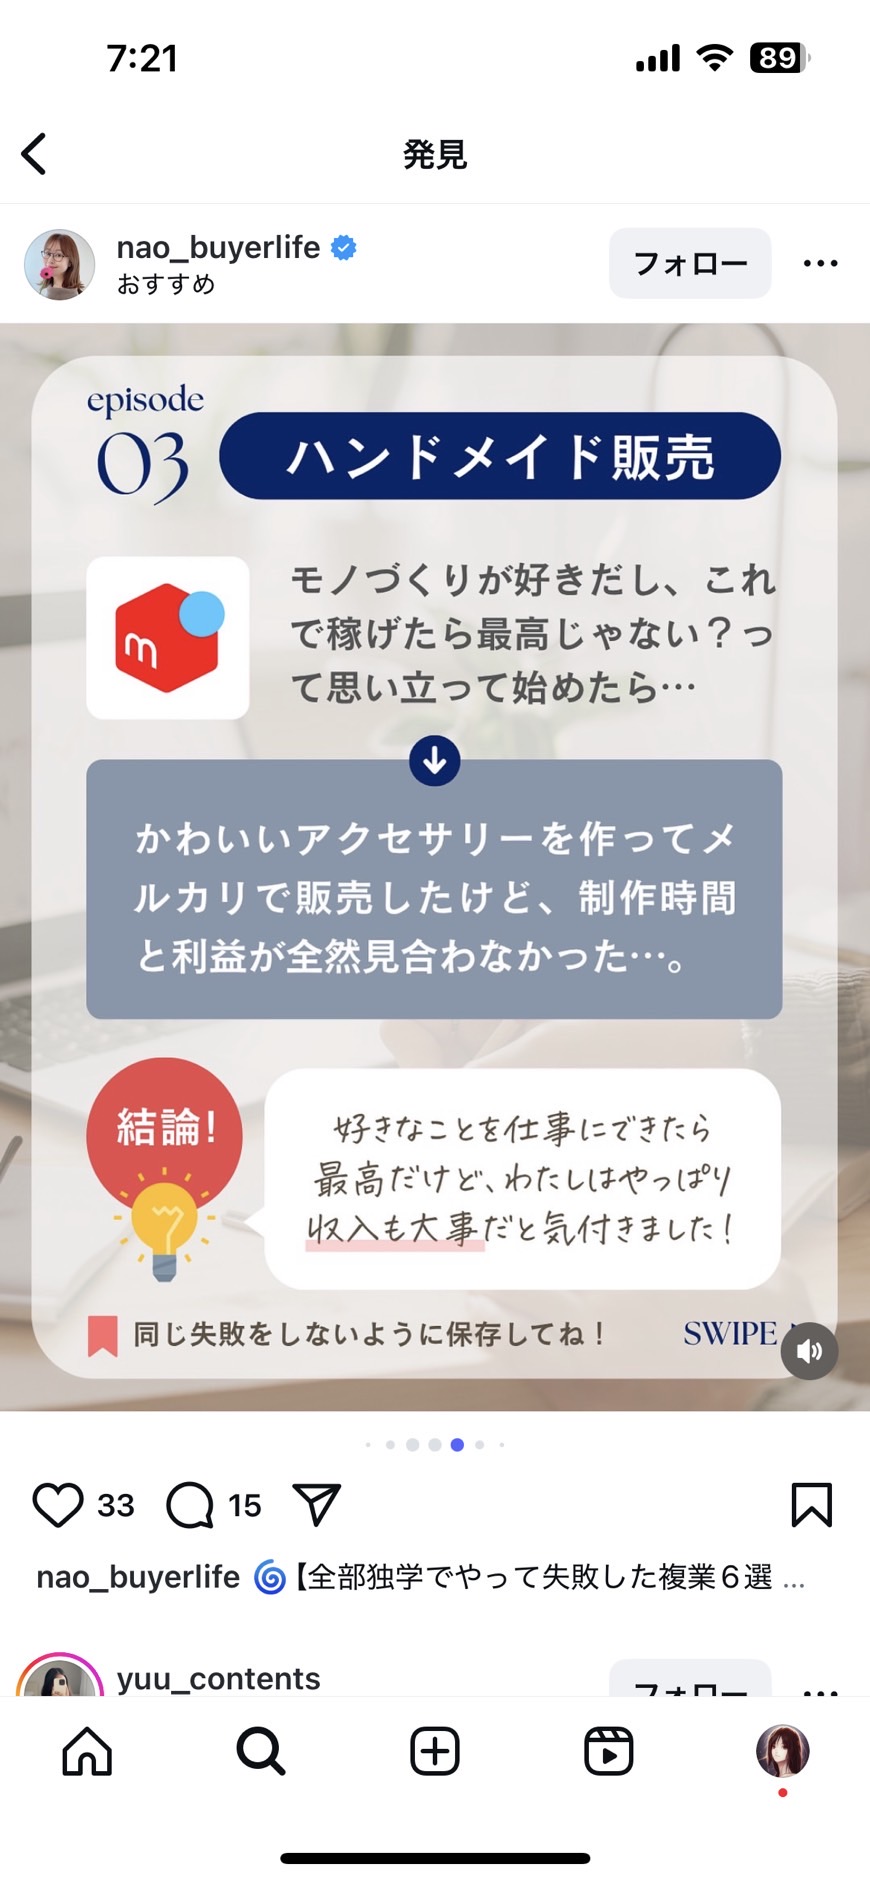 7:21
89
発見
nao_buyerlife
おすすめ
フォロー
episode
03
ハンドメイド販売
m
モノづくりが好きだし、これ
で稼げたら最高じゃない？っ
て思い立って始めたら…
かわいいアクセサリーを作ってメ
ルカリで販売したけど、制作時間
と利益が全然見合わなかった…。
結論!
好きなことを仕事にできたら
最高だけど、わたしはやっぱり
収入も大事だと気付きました！
同じ失敗をしないように保存してね！
SWIPE
33
15
nao_buyerlife 🌀【全部独学でやって失敗した複業６選 ...
yuu_contents
フォロー